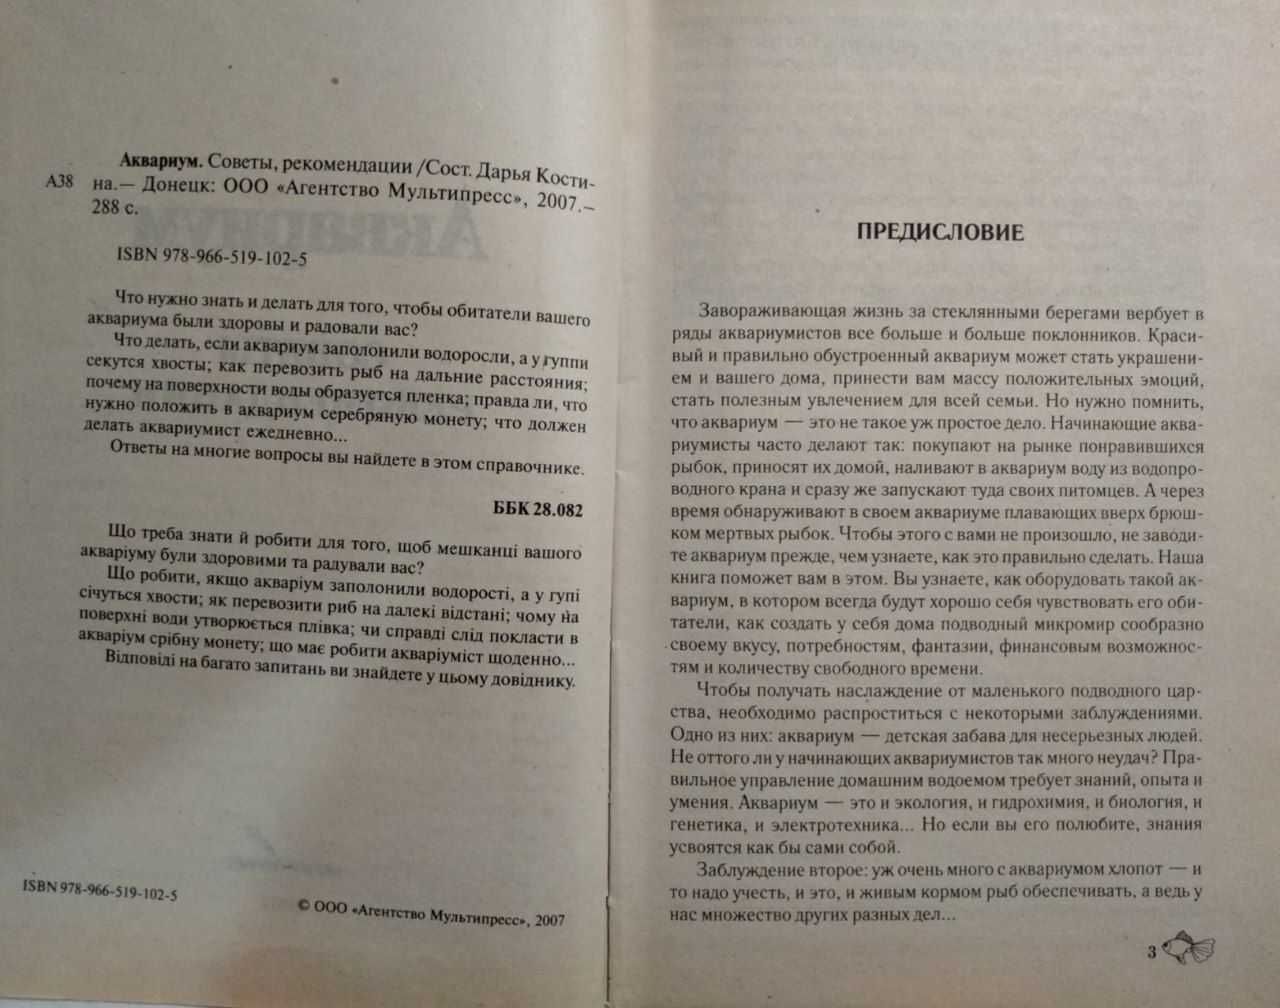 Аквариум. Советы, рекомендации /Сост. Дарья Кости-
А38 на.— Донецк: ООО «Агентство Мультипресс», 2007.—
288 с.
ISBN 978-966-519-102-5
Что нужно знать и делать для того, чтобы обитатели вашего
аквариума были здоровы и радовали вас?
Что делать, если аквариум заполонили водоросли, а у гуппи
секутся хвосты; как перевозить рыб на дальние расстояния;
почему на поверхности воды образуется пленка; правда ли, что
нужно положить в аквариум серебряную монету; что должен
делать аквариумист ежедневно...
Ответы на многие вопросы вы найдете в этом справочнике.
ББК 28.082
Що треба знати й робити для того, щоб мешканці вашого
акваріуму були здоровими та радували вас?
Що робити, якщо акваріум заполонили водорості, а у гупі
січуться хвости; як перевозити риб на далекі відстані; чому на
поверхні води утворюється плівка; чи справді слід покласти в
акваріум срібну монету; що має робити акваріуміст щоденно...
Відповіді на багато запитань ви знайдете у цьому довіднику.
ISBN 978-966-519-102-5
© ООО «Агентство Мультипресс», 2007
ПРЕДИСЛОВИЕ
Завораживающая жизнь за стеклянными берегами вербует в
ряды аквариумистов все больше и больше поклонников. Краси-
вый и правильно обустроенный аквариум может стать украшени-
ем и вашего дома, принести вам массу положительных эмоций,
стать полезным увлечением для всей семьи. Но нужно помнить,
что аквариум — это не такое уж простое дело. Начинающие аква-
риумисты часто делают так: покупают на рынке понравившихся
рыбок, приносят их домой, наливают в аквариум воду из водопро-
водного крана и сразу же запускают туда своих питомцев. А через
время обнаруживают в своем аквариуме плавающих вверх брюш-
ком мертвых рыбок. Чтобы этого с вами не произошло, не заводи-
те аквариум прежде, чем узнаете, как это правильно сделать. Наша
книга поможет вам в этом. Вы узнаете, как оборудовать такой ак-
вариум, в котором всегда будут хорошо себя чувствовать его оби-
татели, как создать у себя дома подводный микромир сообразно
своему вкусу, потребностям, фантазии, финансовым возможнос-
тям и количеству свободного времени.
Чтобы получать наслаждение от маленького подводного цар-
ства, необходимо распроститься с некоторыми заблуждениями.
Одно из них: аквариум — детская забава для несерьезных людей.
Не оттого ли у начинающих аквариумистов так много неудач? Пра-
вильное управление домашним водоемом требует знаний, опыта и
умения. Аквариум — это и экология, и гидрохимия, и биология, и
генетика, и электротехника... Но если вы его полюбите, знания
усвоятся как бы сами собой.
Заблуждение второе: уж очень много с аквариумом хлопот — и
то надо учесть, и это, и живым кормом рыб обеспечивать, а ведь у
нас множество других разных дел...
3